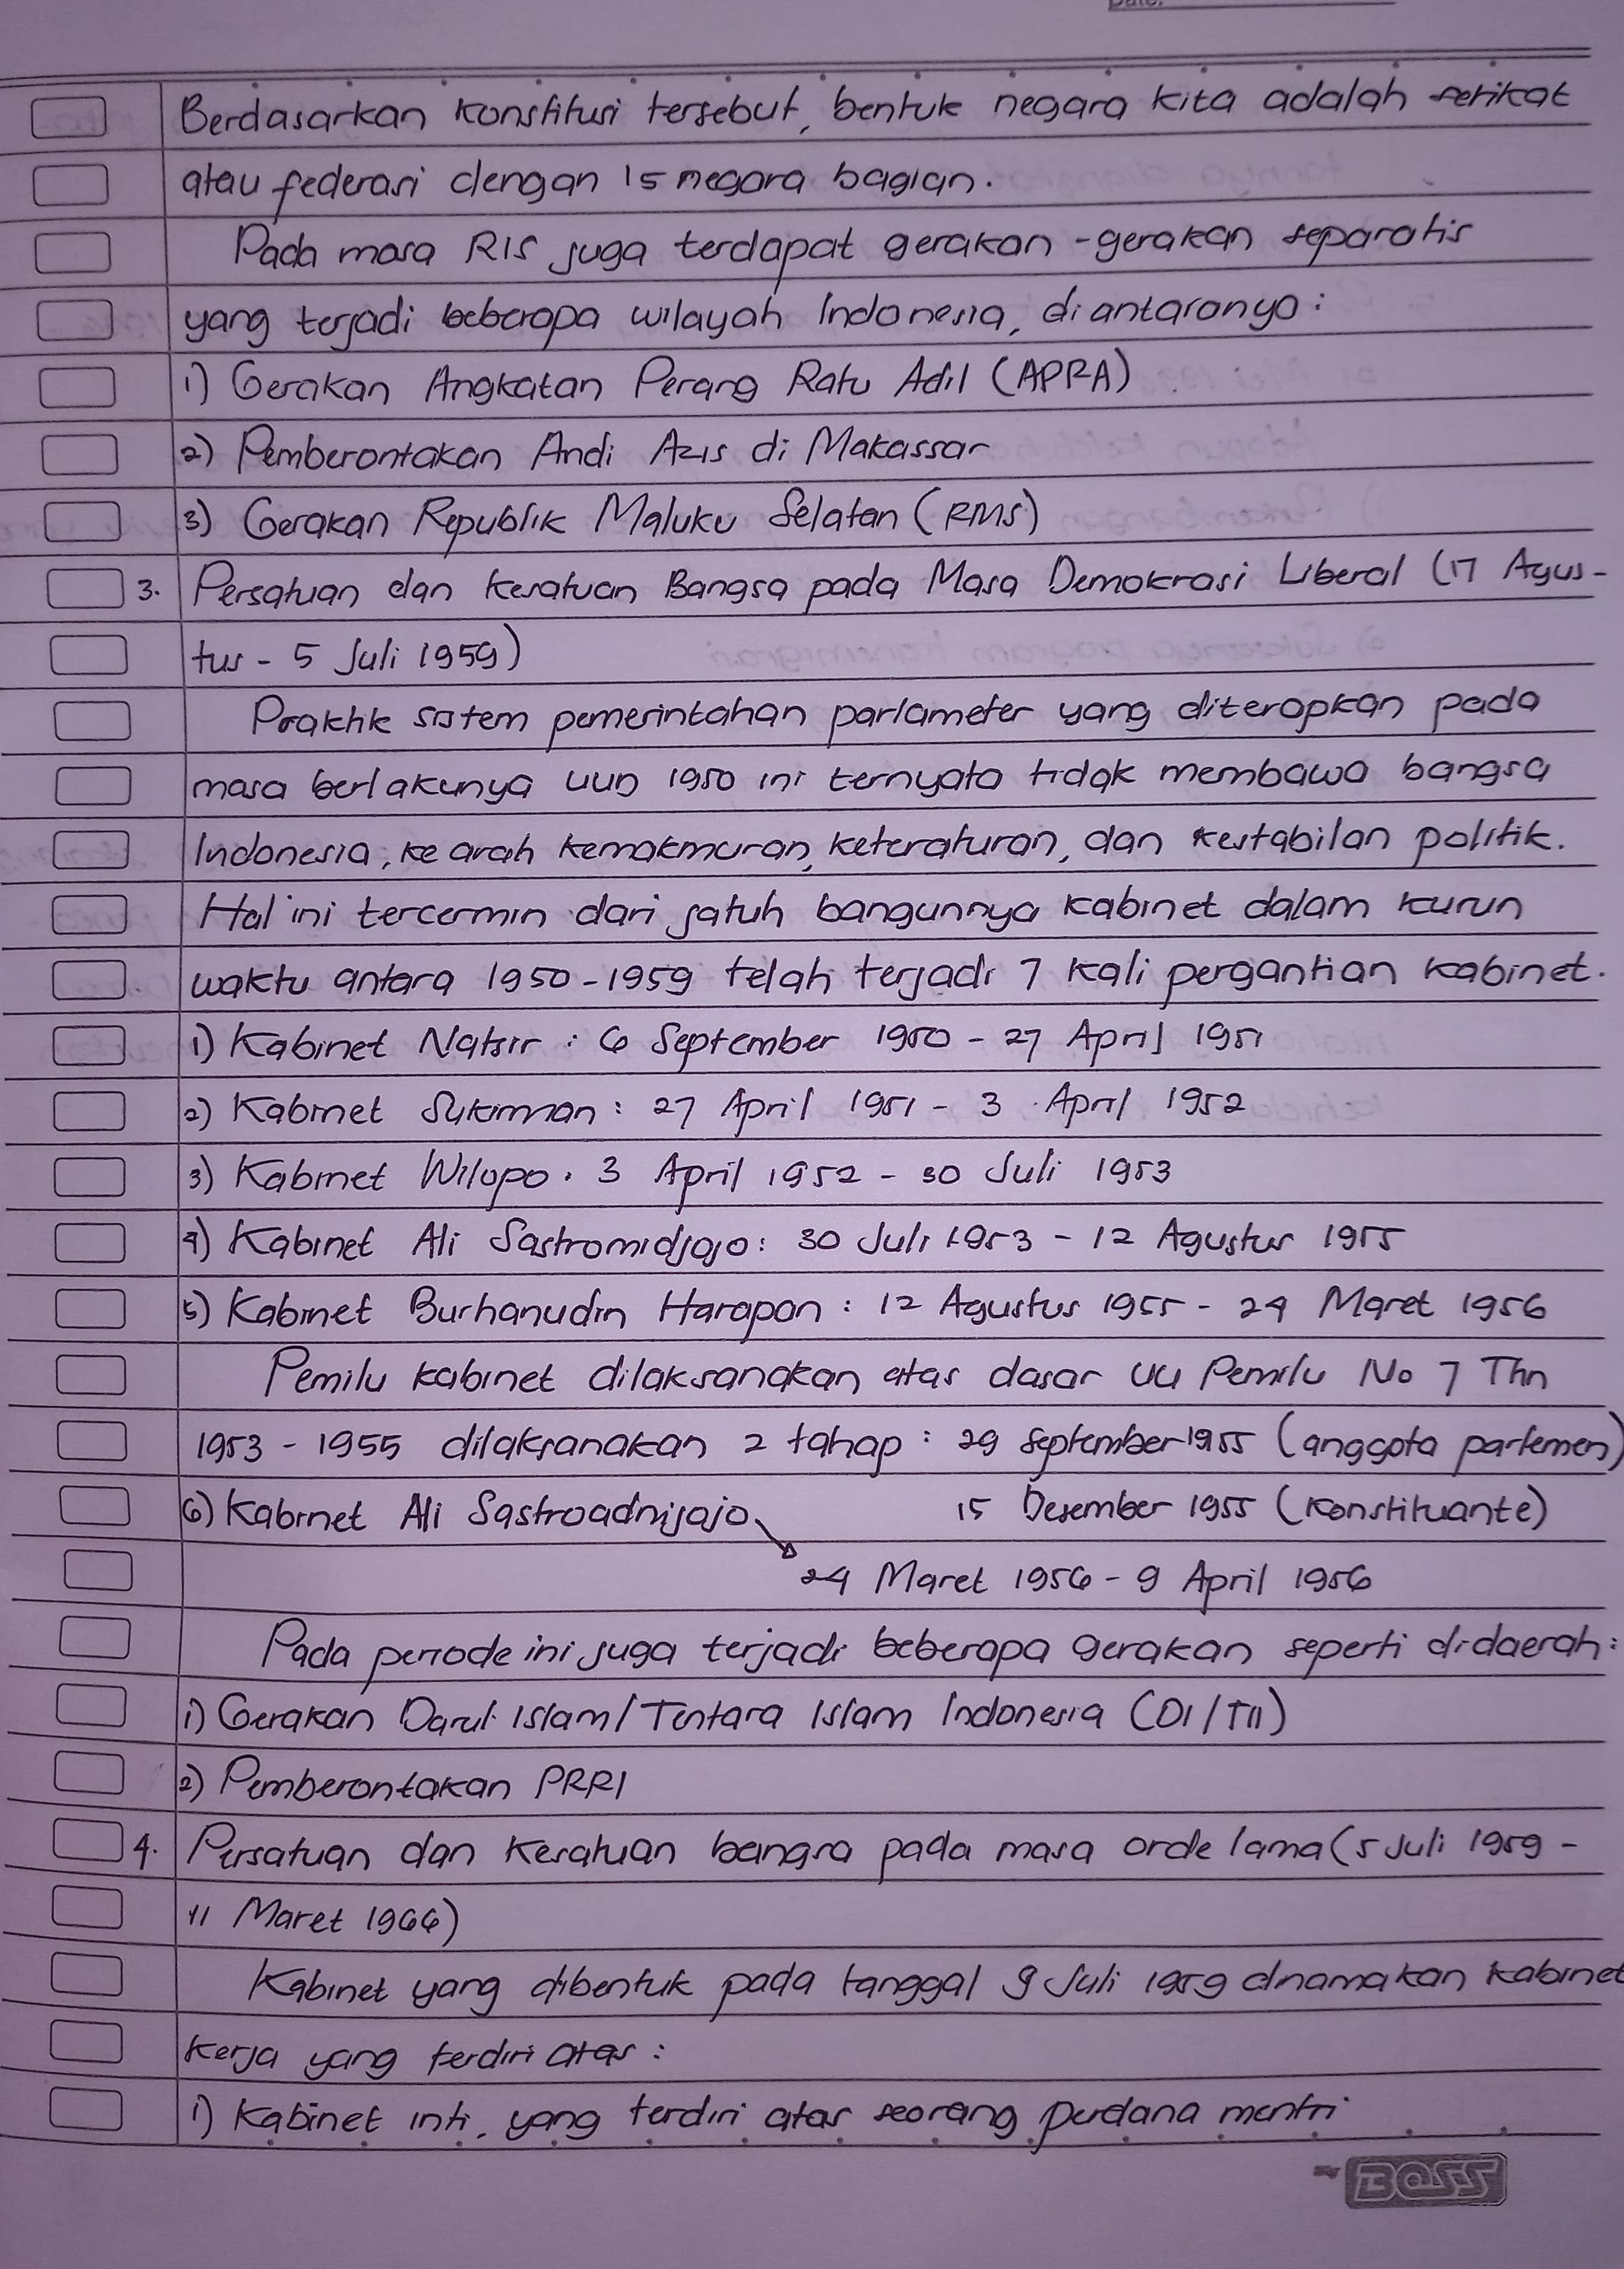 Date:
Berdasarkan Konstitusi tersebut, bentuk negara kita adalah serikat
atau federasi dengan 15 negara bagian.
Pada masa RIS juga terdapat gerakan-gerakan separatis
yang terjadi beberapa wilayah Indonesia, diantaranya:
1) Gerakan Angkatan Perang Ratu Adil (APRA)
2) Pemberontakan Andi Azis di Makassar
3) Gerakan Republik Maluku Selatan (RMS)
3. Persatuan dan Kesatuan Bangsa pada Masa Demokrasi Liberal (17 Agus-
tus - 5 Juli 1959)
Praktik sistem pemerintahan parlameter yang diterapkan pada
masa berlakunya UUD 1950 ini ternyata tidak membawa bangsa
Indonesia, ke arah kemakmuran, keteraturan, dan kestabilan politik.
Hal ini tercermin dari jatuh bangunnya kabinet dalam kurun
waktu antara 1950-1959 telah terjadi 7 kali pergantian kabinet.
1) Kabinet Natsir : 6 September 1950 - 27 April 1951
2) Kabinet Sukiman : 27 April 1951 - 3 April 1952
3) Kabinet Wilopo. 3 April 1952 - 30 Juli 1953
4) Kabinet Ali Sastromidjojo: 30 Juli 1953 - 12 Agustus 1955
5) Kabinet Burhanudin Harapan : 12 Agustus 1955 - 24 Maret 1956
Pemilu kabinet dilaksanakan atas dasar UU Pemilu No 7 Thn
1953 - 1955 dilaksanakan 2 tahap : 29 September 1955 (anggota parlemen)
6) Kabinet Ali Sastroadmijojo 15 Desember 1955 (Konstituante)
24 Maret 1956 - 9 April 1956
Pada periode ini juga terjadi beberapa gerakan seperti didaerah:
1) Gerakan Darul Islam/Tentara Islam Indonesia (DI/TII)
2) Pemberontakan PRRI
4. Persatuan dan Kesatuan bangsa pada masa orde lama (5 Juli 1959 -
11 Maret 1966)
Kabinet yang dibentuk pada tanggal 9 Juli 1959 dinamakan kabinet
Kerja yang terdiri atas :
1) Kabinet inti, yang terdiri atas seorang perdana mentri
BOSS